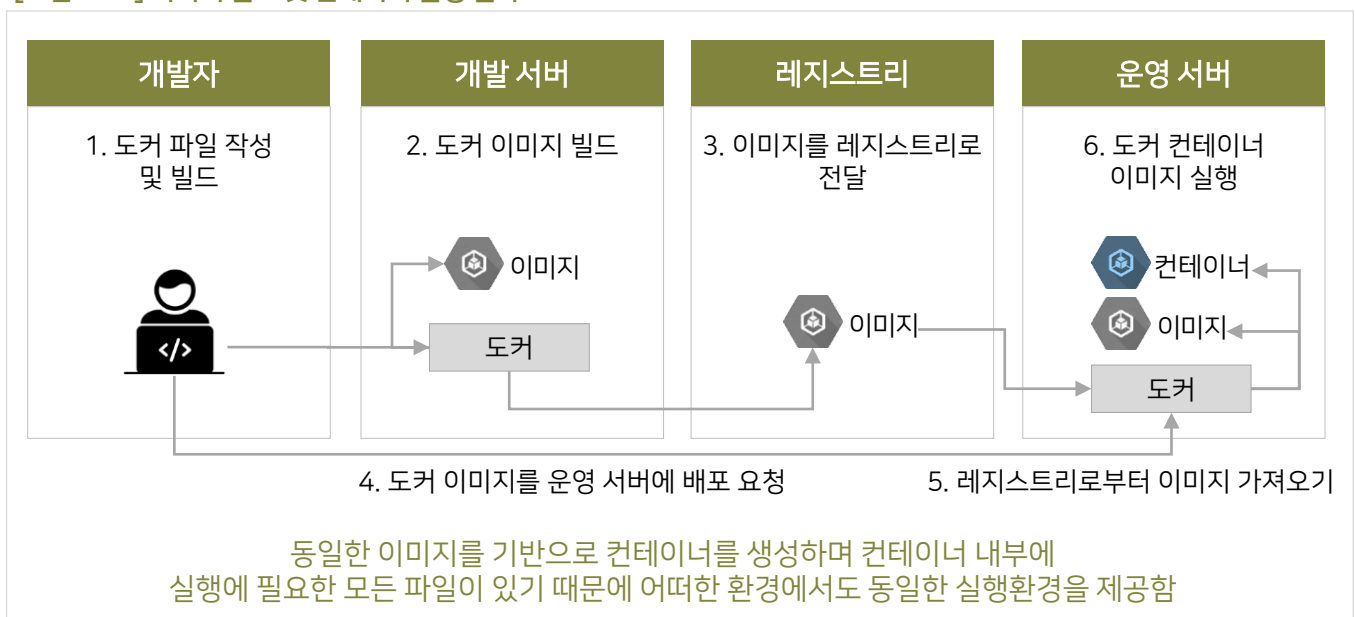 개발자
개발 서버
레지스트리
운영 서버
1. 도커 파일 작성
및 빌드
2. 도커 이미지 빌드
3. 이미지를 레지스트리로
전달
6. 도커 컨테이너
이미지 실행
이미지
컨테이너
이미지
이미지
</>
도커
도커
4. 도커 이미지를 운영 서버에 배포 요청
5. 레지스트리로부터 이미지 가져오기
동일한 이미지를 기반으로 컨테이너를 생성하며 컨테이너 내부에
실행에 필요한 모든 파일이 있기 때문에 어떠한 환경에서도 동일한 실행환경을 제공함